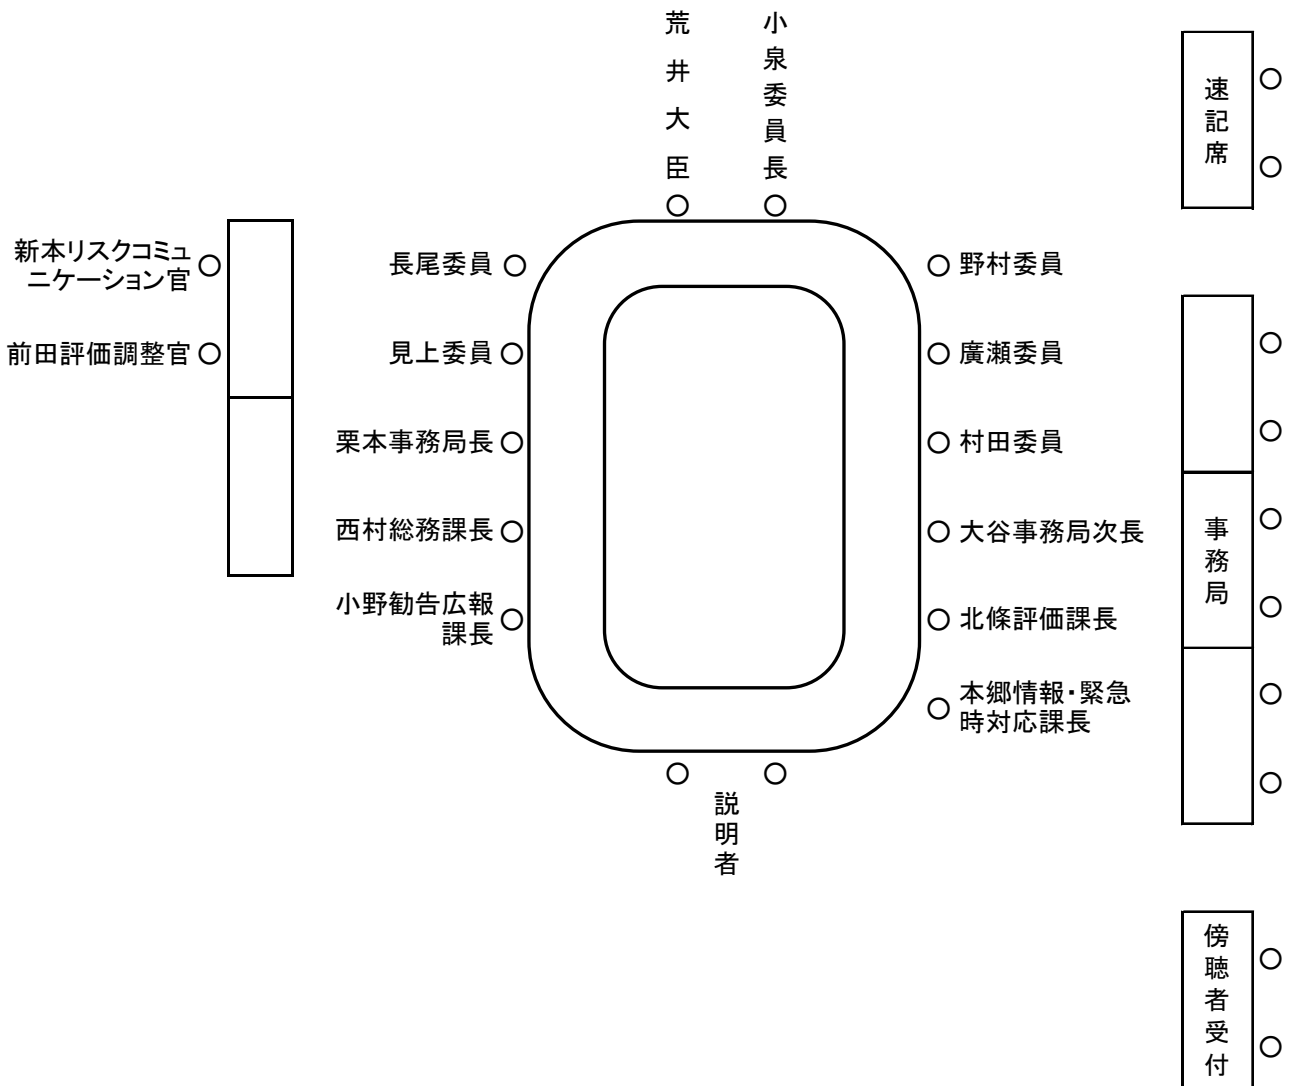 荒井大臣
小泉委員長
速記席
新本リスクコミュ
ニケーション官
長尾委員
野村委員
前田評価調整官
見上委員
廣瀬委員
栗本事務局長
村田委員
西村総務課長
大谷事務局次長
事務局
小野勧告広報
課長
北條評価課長
本郷情報・緊急
時対応課長
説明者
傍聴者受付